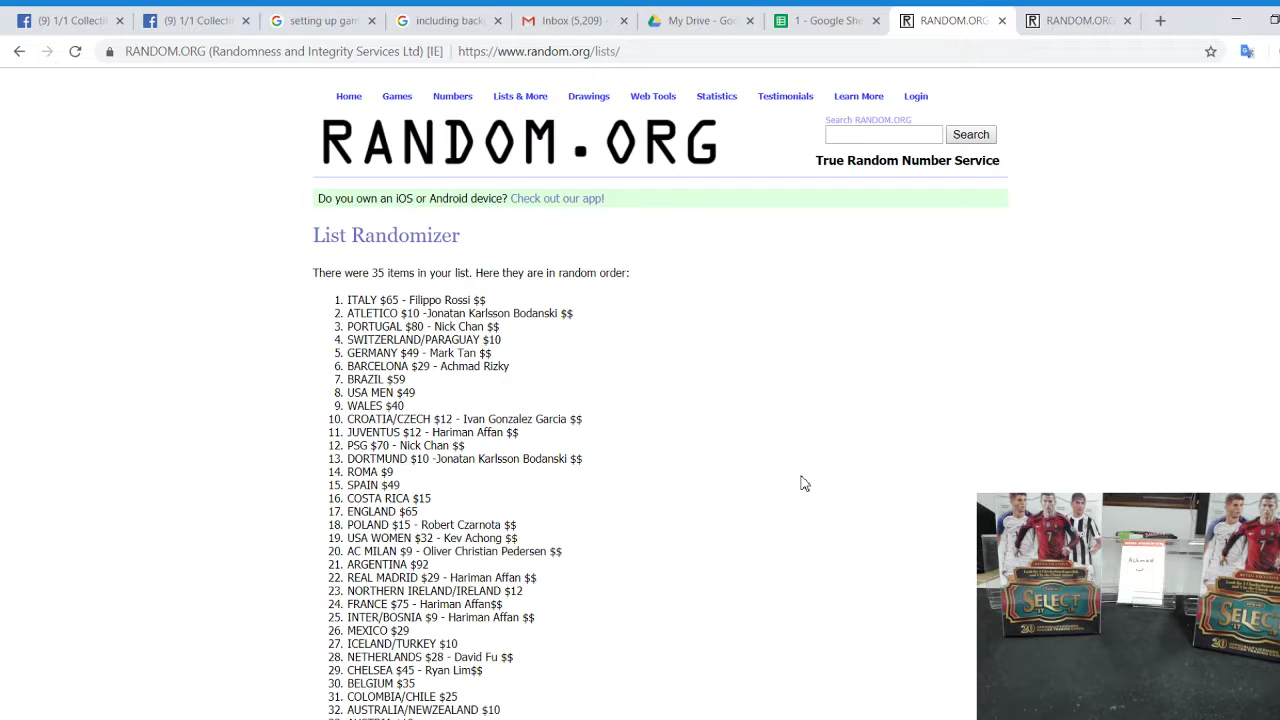 (9) 1/1 Collecti
(9) 1/1 Collecti
setting up gam
including back
Inbox (5,209) -
My Drive - Goo
1 - Google She
RANDOM.ORG
RANDOM.ORG
RANDOM.ORG (Randomness and Integrity Services Ltd) [IE] https://www.random.org/lists/
Home Games Numbers Lists & More Drawings Web Tools Statistics Testimonials Learn More Login
RANDOM.ORG
Search RANDOM.ORG
Search
True Random Number Service
Do you own an iOS or Android device? Check out our app!
List Randomizer
There were 35 items in your list. Here they are in random order:
1. ITALY $65 - Filippo Rossi $$
2. ATLETICO $10 -Jonatan Karlsson Bodanski $$
3. PORTUGAL $80 - Nick Chan $$
4. SWITZERLAND/PARAGUAY $10
5. GERMANY $49 - Mark Tan $$
6. BARCELONA $29 - Achmad Rizky
7. BRAZIL $59
8. USA MEN $49
9. WALES $40
10. CROATIA/CZECH $12 - Ivan Gonzalez Garcia $$
11. JUVENTUS $12 - Hariman Affan $$
12. PSG $70 - Nick Chan $$
13. DORTMUND $10 -Jonatan Karlsson Bodanski $$
14. ROMA $9
15. SPAIN $49
16. COSTA RICA $15
17. ENGLAND $65
18. POLAND $15 - Robert Czarnota $$
19. USA WOMEN $32 - Kev Achong $$
20. AC MILAN $9 - Oliver Christian Pedersen $$
21. ARGENTINA $92
22. REAL MADRID $29 - Hariman Affan $$
23. NORTHERN IRELAND/IRELAND $12
24. FRANCE $75 - Hariman Affan$$
25. INTER/BOSNIA $9 - Hariman Affan $$
26. MEXICO $29
27. ICELAND/TURKEY $10
28. NETHERLANDS $28 - David Fu $$
29. CHELSEA $45 - Ryan Lim$$
30. BELGIUM $35
31. COLOMBIA/CHILE $25
32. AUSTRALIA/NEWZEALAND $10
SELECT
17 18
20
SELECT
17
20